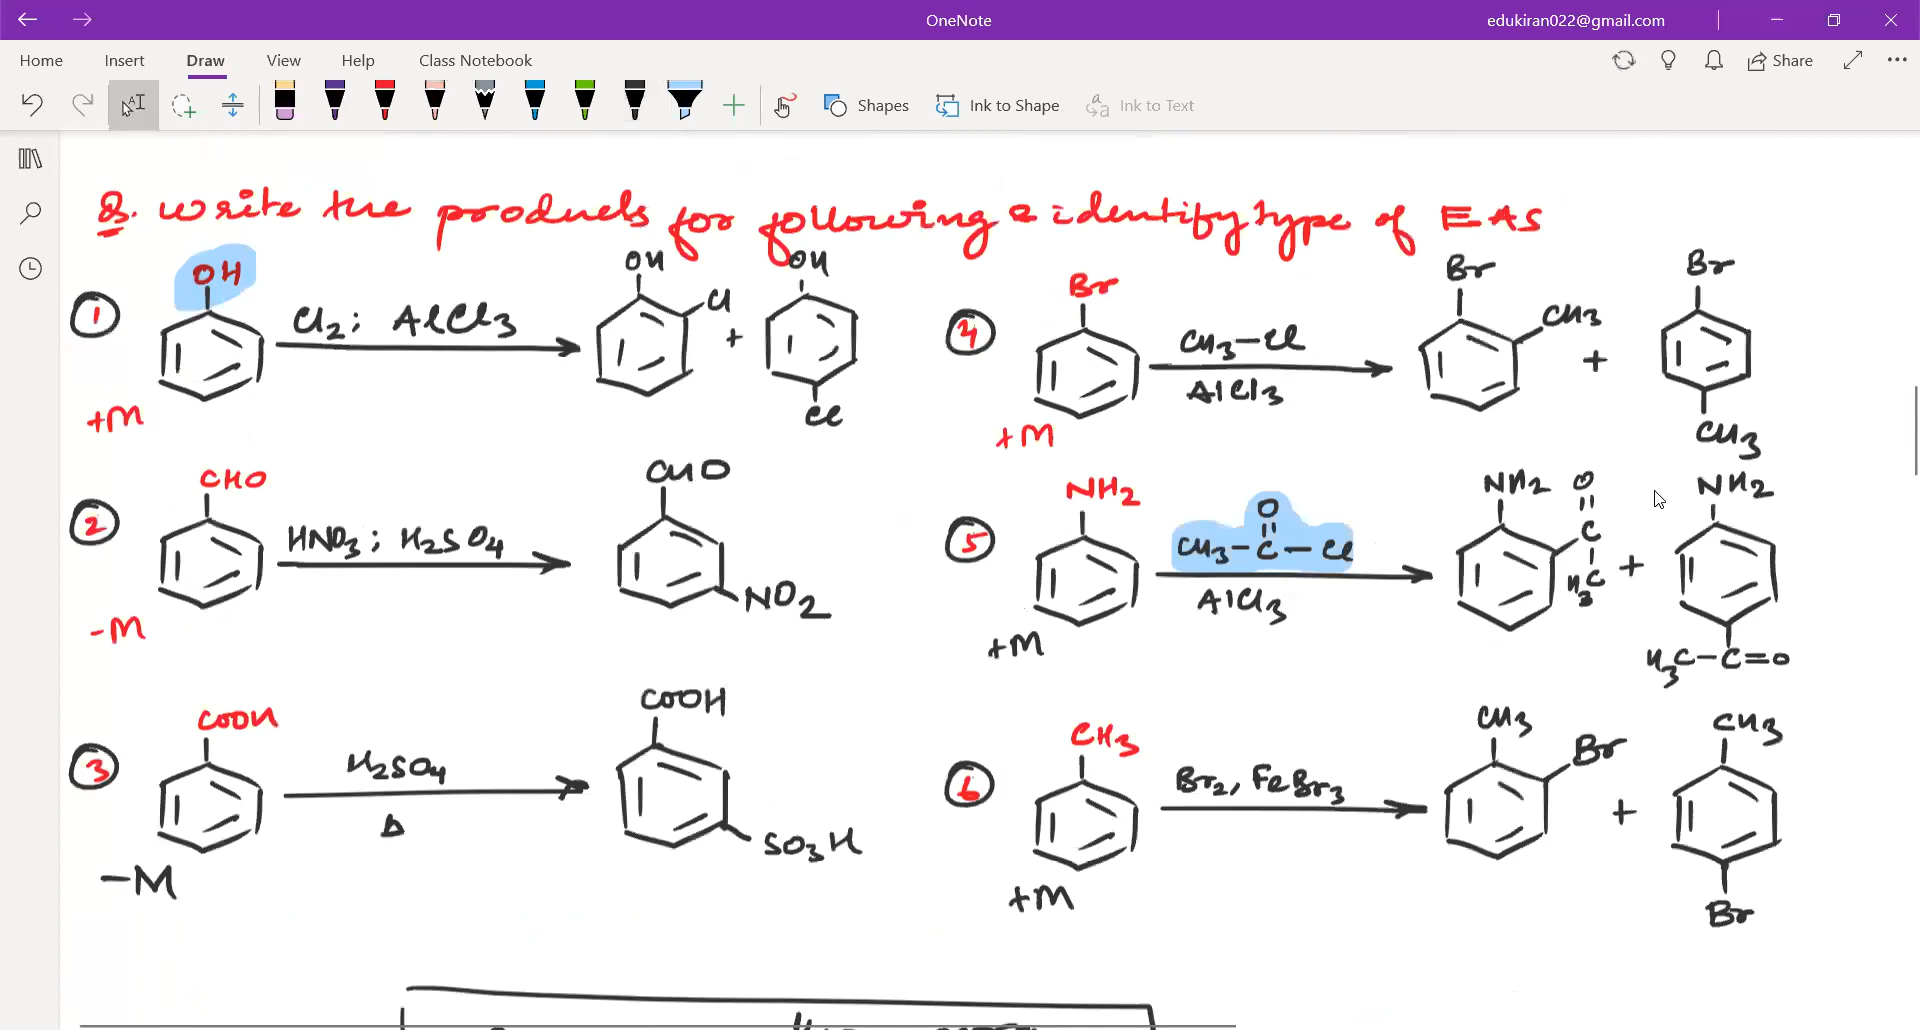 OneNote
edukiran022@gmail.com
Home Insert Draw View Help Class Notebook
Share
Shapes Ink to Shape Ink to Text
Q. Write the products for following & identify type of EAS
1
OH
Cl2; AlCl3
OH
Cl
+
OH
Cl
+M
2
CHO
HNO3; H2SO4
CHO
NO2
-M
3
COOH
H2SO4
Δ
COOH
SO3H
-M
4
Br
CH3-Cl
AlCl3
Br
CH3
+
Br
CH3
+M
5
NH2
O
CH3-C-Cl
AlCl3
NH2
O
C
H3C
+
NH2
H3C-C=O
+M
6
CH3
Br2, FeBr3
CH3
Br
+
CH3
Br
+M